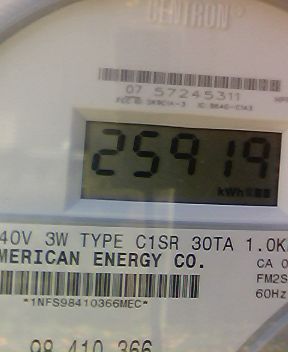 CENTRON®
07 57245311
25919
kWh
40V 3W TYPE C1SR 30TA 1.0K
MERICAN ENERGY CO.
CA 0
FM2S
60Hz
*1NFS98410366MEC*
98 410 366